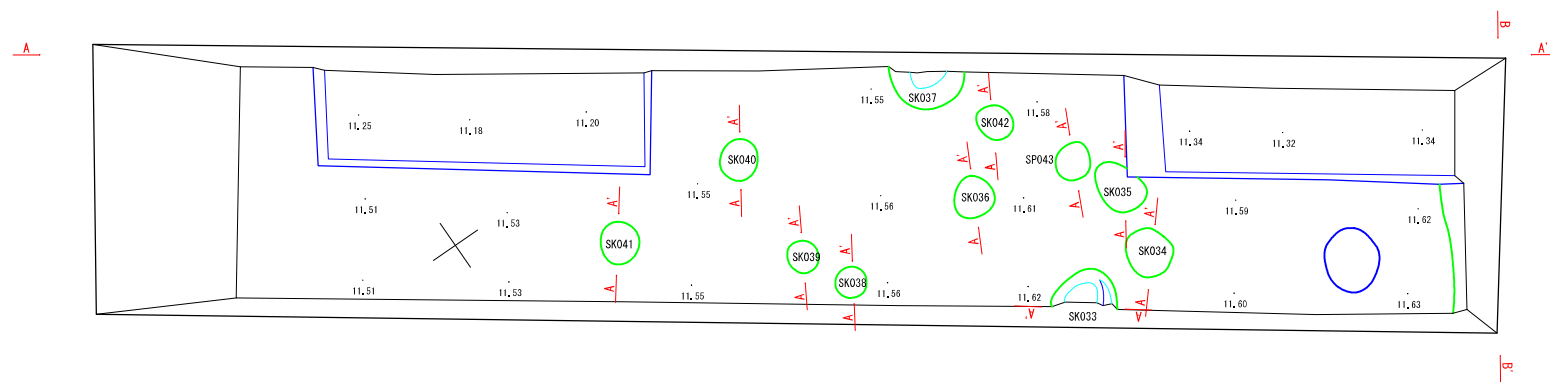 B
A
A'
SK037
11.55
A'
11.58
SK042
11.25
11.18
11.20
A'
A'
11.34
11.32
11.34
A'
SK040
A'
SP043
A'
A
SK036
SK035
11.55
A
A
11.51
11.53
A'
11.56
11.61
A'
11.59
11.62
A'
SK041
SK039
A'
A
A
SK034
SK038
11.51
11.53
A
11.55
A
11.56
11.62
A
11.60
11.63
A
A'
SK033
A
B'